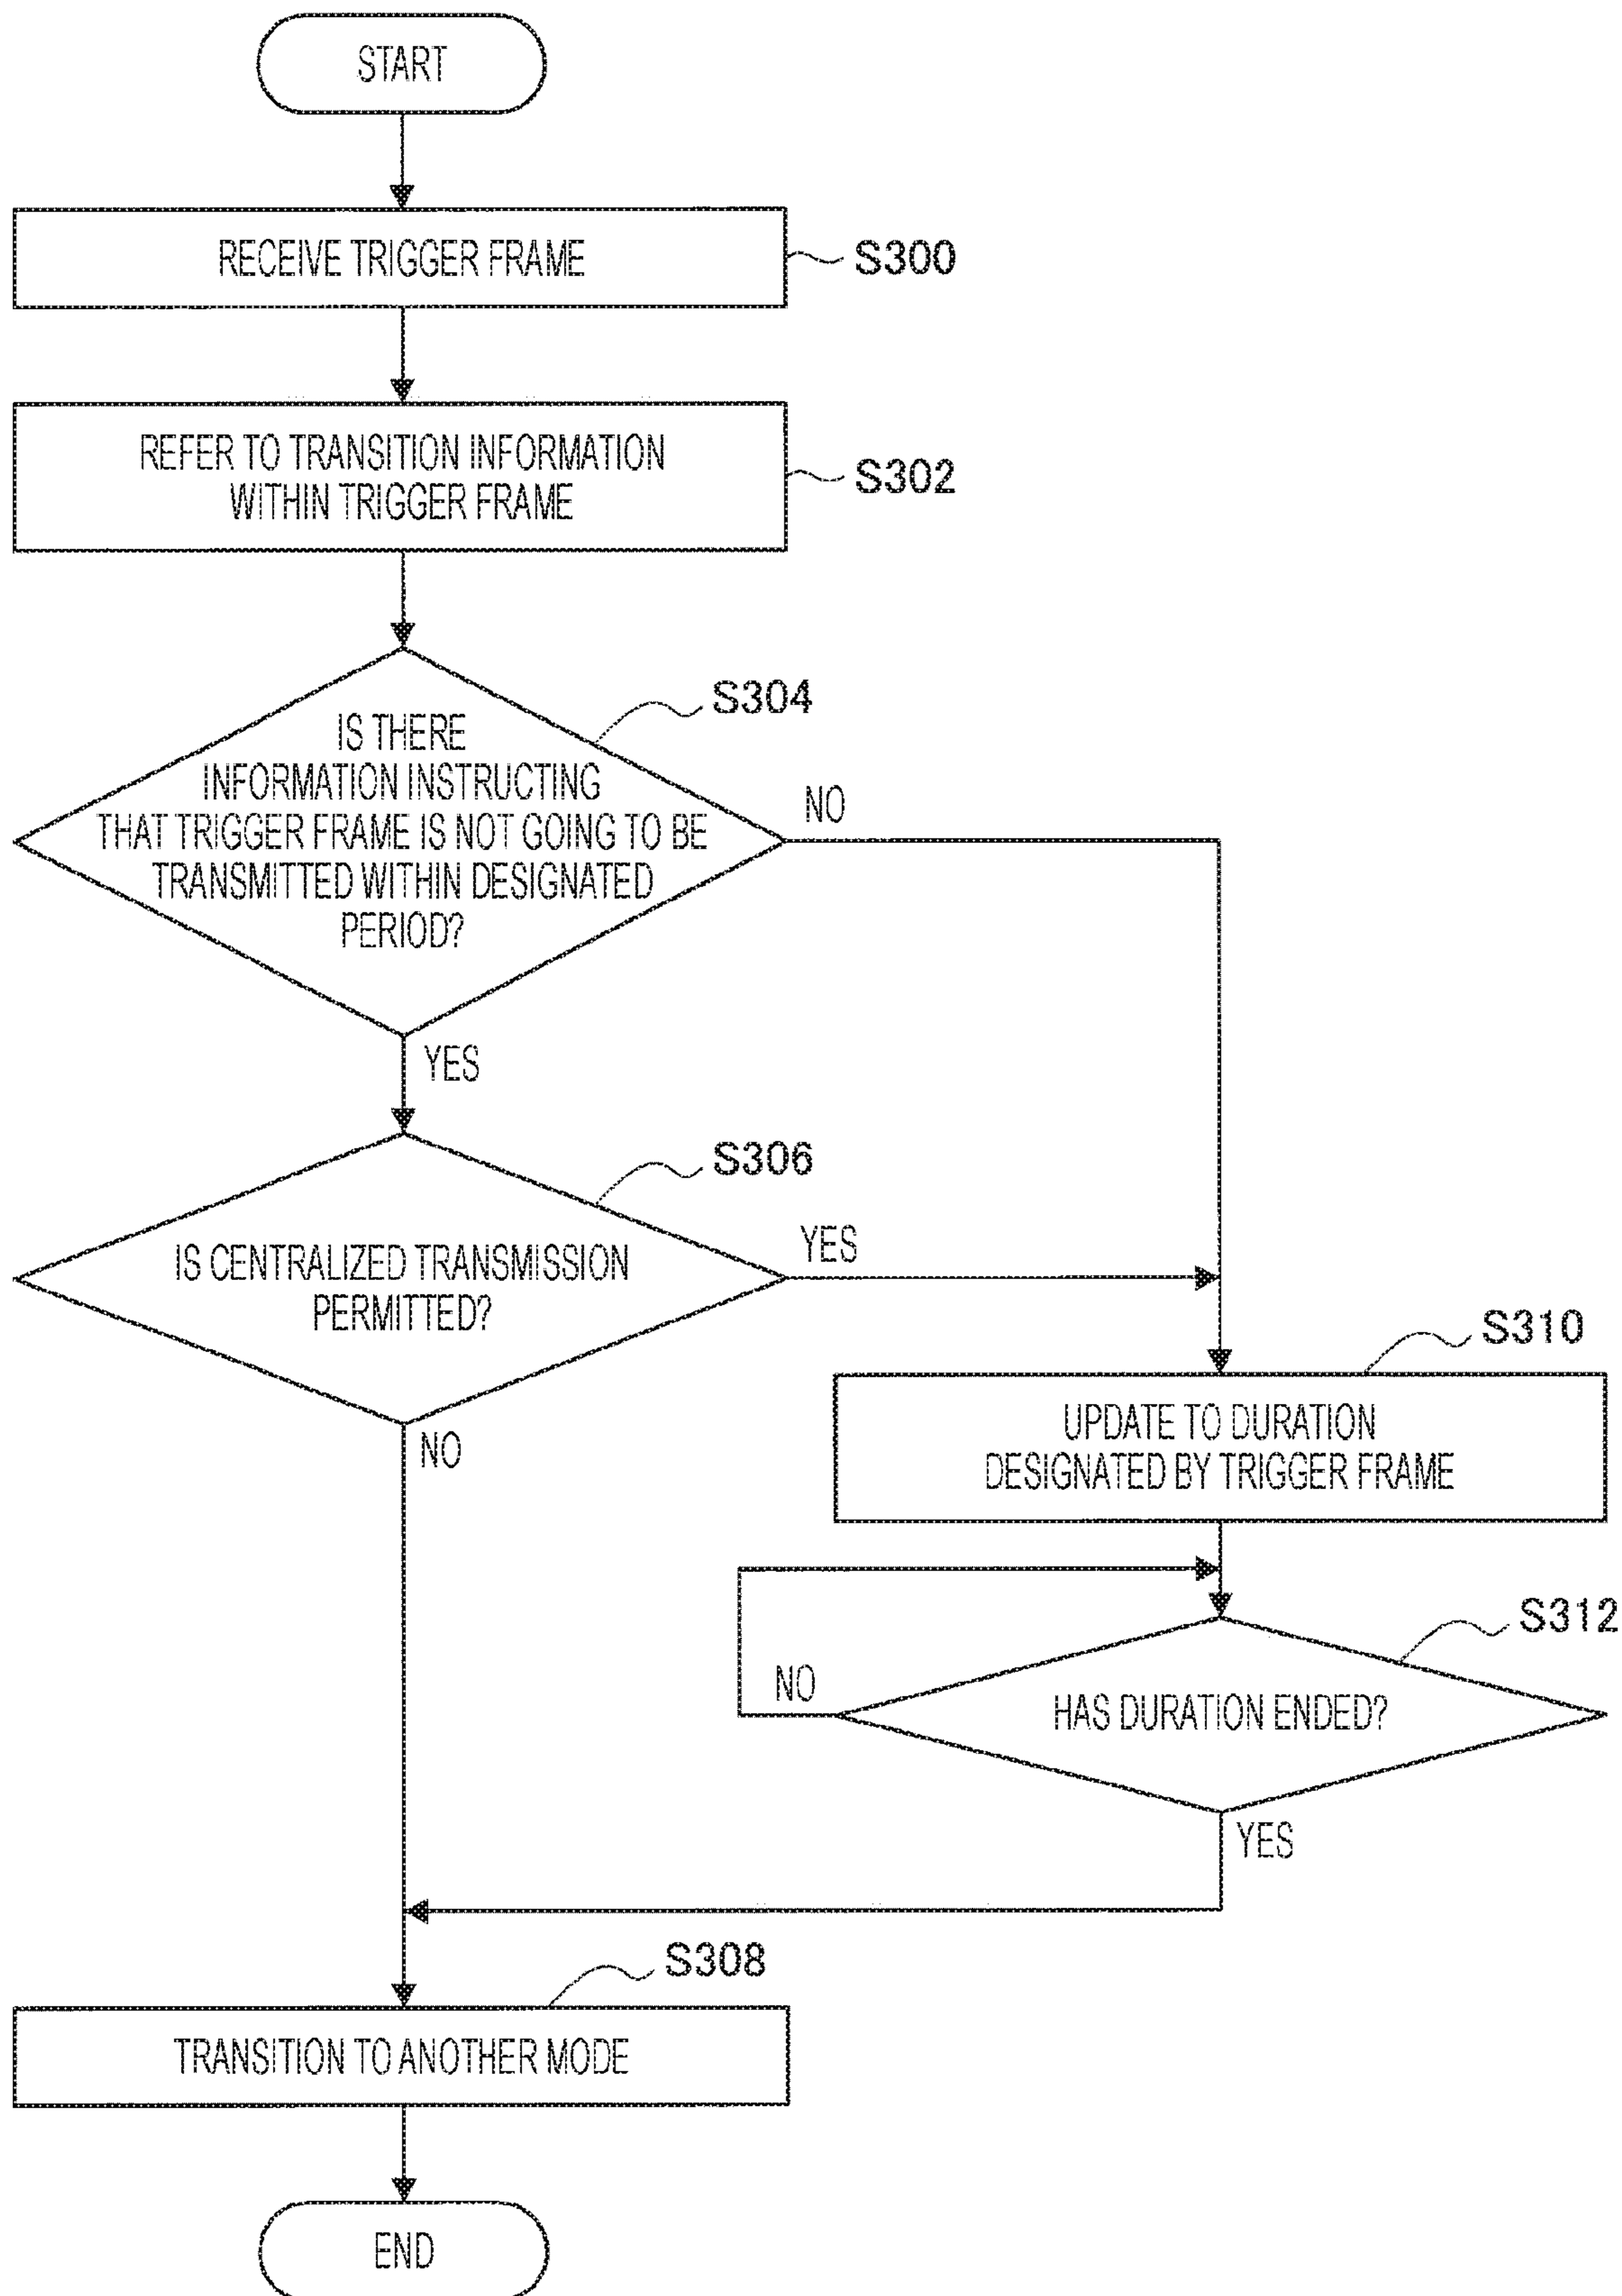 START
RECEIVE TRIGGER FRAME
S300
REFER TO TRANSITION INFORMATION
WITHIN TRIGGER FRAME
S302
S304
IS THERE
INFORMATION INSTRUCTING
THAT TRIGGER FRAME IS NOT GOING TO BE
TRANSMITTED WITHIN DESIGNATED
PERIOD?
NO
YES
S306
IS CENTRALIZED TRANSMISSION
PERMITTED?
YES
NO
S310
UPDATE TO DURATION
DESIGNATED BY TRIGGER FRAME
S312
HAS DURATION ENDED?
NO
YES
S308
TRANSITION TO ANOTHER MODE
END